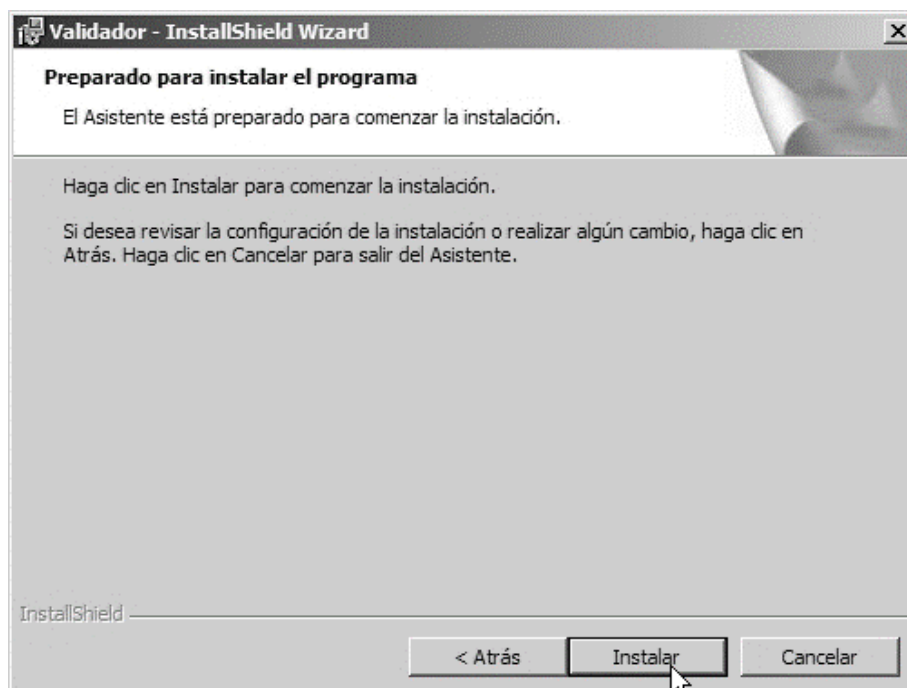 Validador - InstallShield Wizard
Preparado para instalar el programa
El Asistente está preparado para comenzar la instalación.
Haga clic en Instalar para comenzar la instalación.
Si desea revisar la configuración de la instalación o realizar algún cambio, haga clic en
Atrás. Haga clic en Cancelar para salir del Asistente.
InstallShield
< Atrás
Instalar
Cancelar